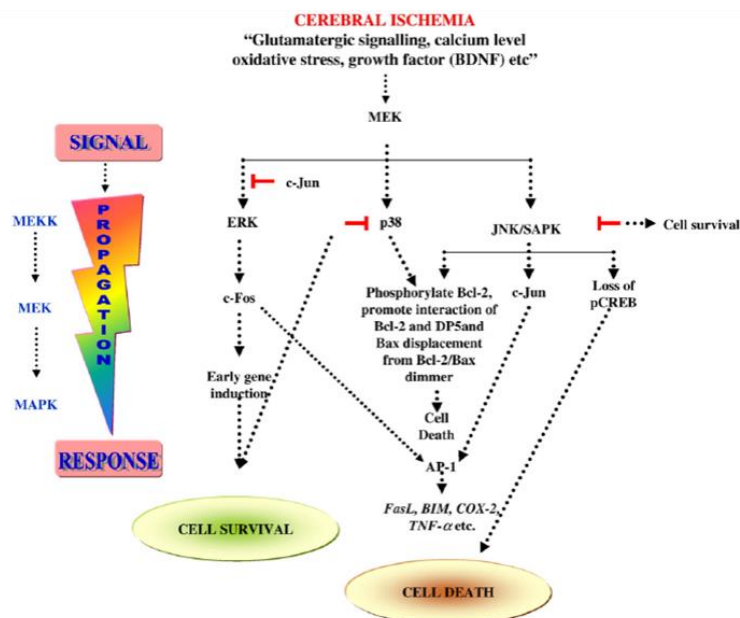 CEREBRAL ISCHEMIA
“Glutamatergic signalling, calcium level
oxidative stress, growth factor (BDNF) etc”
MEK
SIGNAL
PROPAGATION
RESPONSE
MEKK
MEK
MAPK
c-Jun
ERK
p38
JNK/SAPK
Cell survival
c-Fos
Phosphorylate Bcl-2,
promote interaction of
Bcl-2 and DP5and
Bax displacement
from Bcl-2/Bax
dimmer
c-Jun
Loss of
pCREB
Early gene
induction
Cell
Death
AP-1
FasL, BIM, COX-2,
TNF-α etc.
CELL SURVIVAL
CELL DEATH